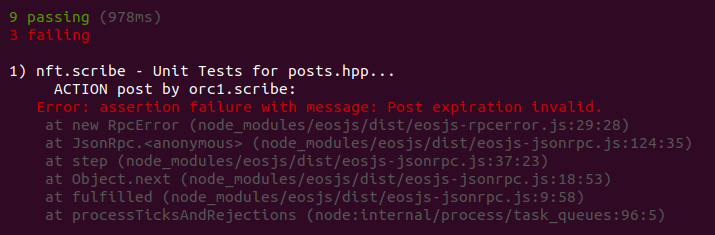 9 passing (978ms)
3 failing
1) nft.scribe - Unit Tests for posts.hpp...
ACTION post by orc1.scribe:
Error: assertion failure with message: Post expiration invalid.
at new RpcError (node_modules/eosjs/dist/eosjs-rpcerror.js:29:28)
at JsonRpc.<anonymous> (node_modules/eosjs/dist/eosjs-jsonrpc.js:124:35)
at step (node_modules/eosjs/dist/eosjs-jsonrpc.js:37:23)
at Object.next (node_modules/eosjs/dist/eosjs-jsonrpc.js:18:53)
at fulfilled (node_modules/eosjs/dist/eosjs-jsonrpc.js:9:58)
at processTicksAndRejections (node:internal/process/task_queues:96:5)